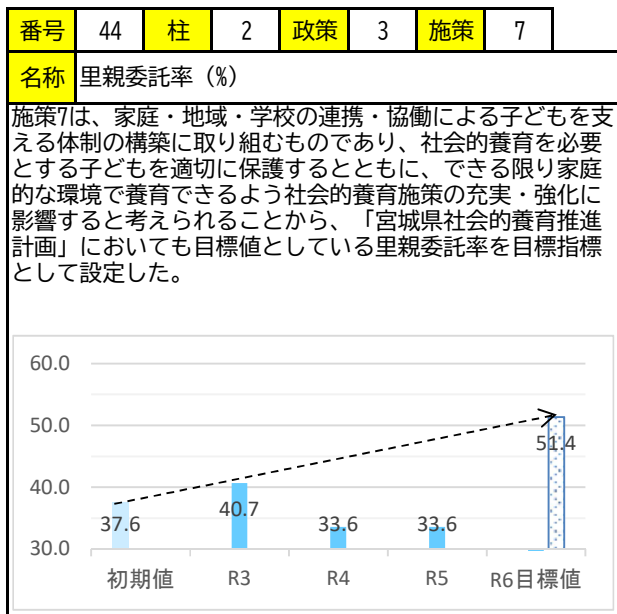 番号 44 柱 2 政策 3 施策 7
名称 里親委託率（%）
施策7は、家庭・地域・学校の連携・協働による子どもを支
える体制の構築に取り組むものであり、社会的養育を必要
とする子どもを適切に保護するとともに、できる限り家庭
的な環境で養育できるよう社会的養育施策の充実・強化に
影響すると考えられることから、「宮城県社会的養育推進
計画」においても目標値としている里親委託率を目標指標
として設定した。
60.0
50.0
40.0
30.0
37.6
40.7
33.6
33.6
51.4
初期値 R3 R4 R5 R6目標値